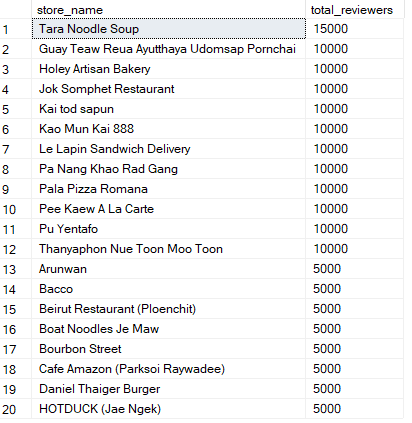 store_name total_reviewers
1 Tara Noodle Soup 15000
2 Guay Teaw Reua Ayutthaya Udomsap Pornchai 10000
3 Holey Artisan Bakery 10000
4 Jok Somphet Restaurant 10000
5 Kai tod sapun 10000
6 Kao Mun Kai 888 10000
7 Le Lapin Sandwich Delivery 10000
8 Pa Nang Khao Rad Gang 10000
9 Pala Pizza Romana 10000
10 Pee Kaew A La Carte 10000
11 Pu Yentafo 10000
12 Thanyaphon Nue Toon Moo Toon 10000
13 Arunwan 5000
14 Bacco 5000
15 Beirut Restaurant (Ploenchit) 5000
16 Boat Noodles Je Maw 5000
17 Bourbon Street 5000
18 Cafe Amazon (Parksoi Raywadee) 5000
19 Daniel Thaiger Burger 5000
20 HOTDUCK (Jae Ngek) 5000